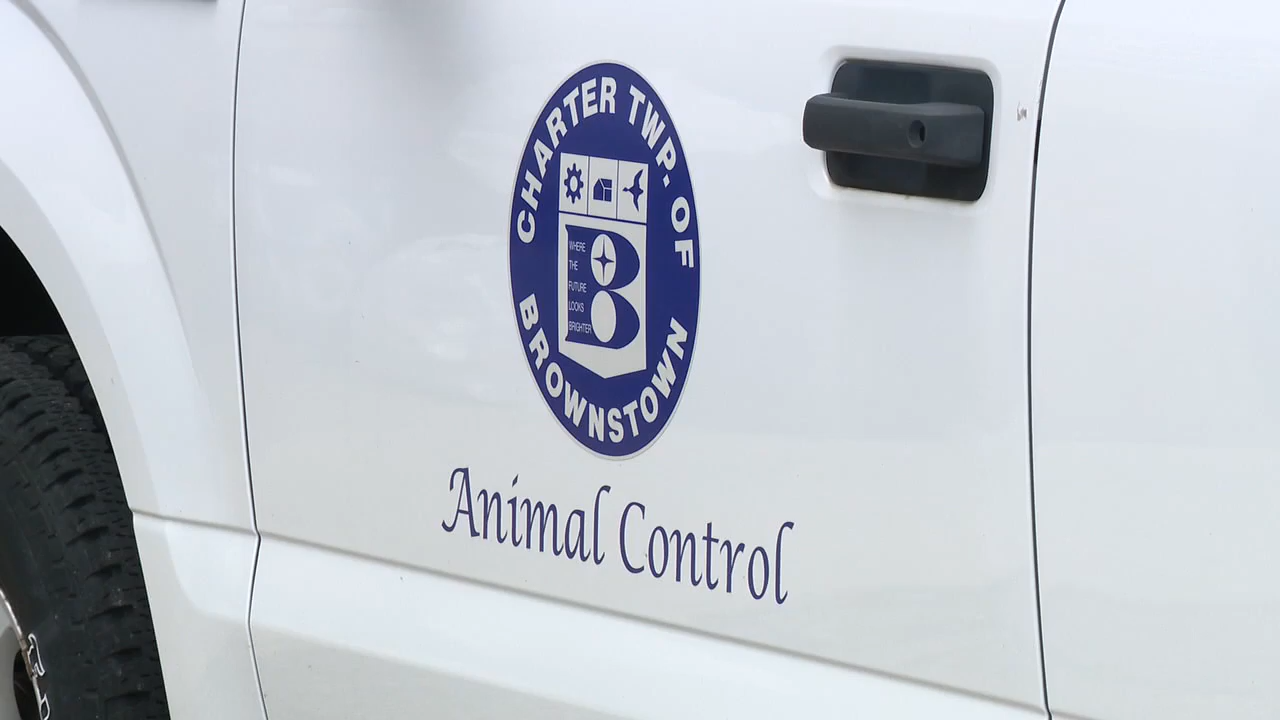 CHARTER TWP. OF
BROWNSTOWN
WHERE
THE
FUTURE
LOOKS
BRIGHTER
B
Animal Control